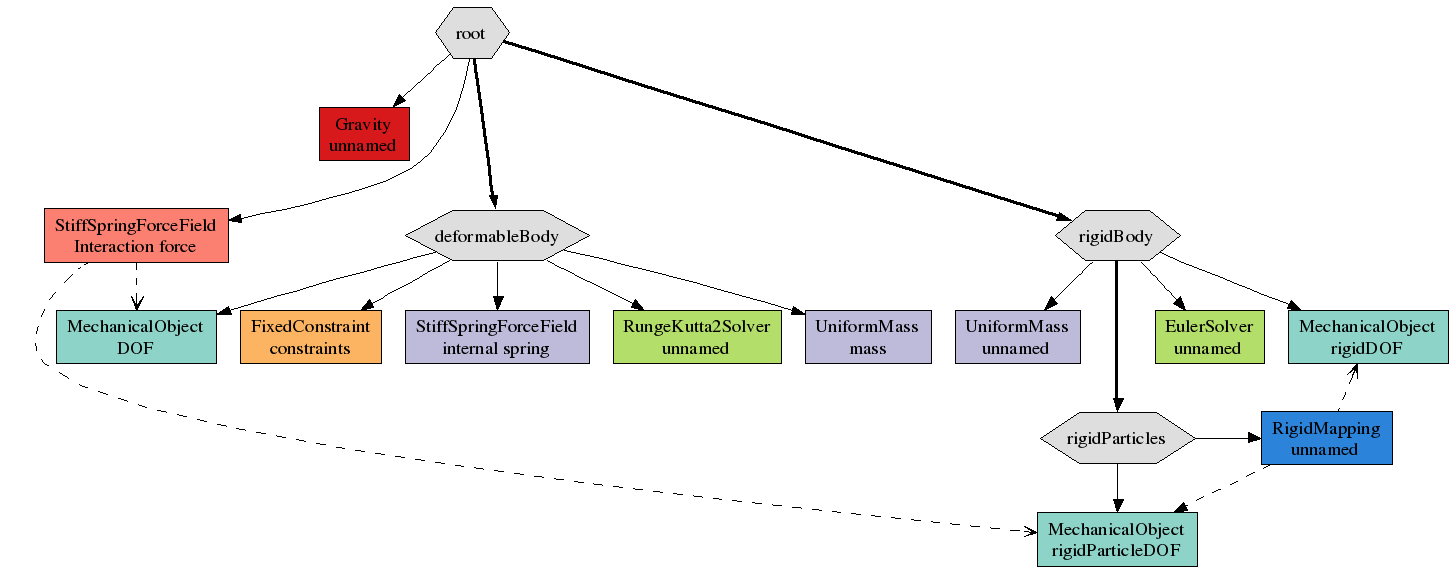 root
Gravity
unnamed
StiffSpringForceField
Interaction force
deformableBody
rigidBody
MechanicalObject
DOF
FixedConstraint
constraints
StiffSpringForceField
internal spring
RungeKutta2Solver
unnamed
UniformMass
mass
UniformMass
unnamed
EulerSolver
unnamed
MechanicalObject
rigidDOF
rigidParticles
RigidMapping
unnamed
MechanicalObject
rigidParticleDOF